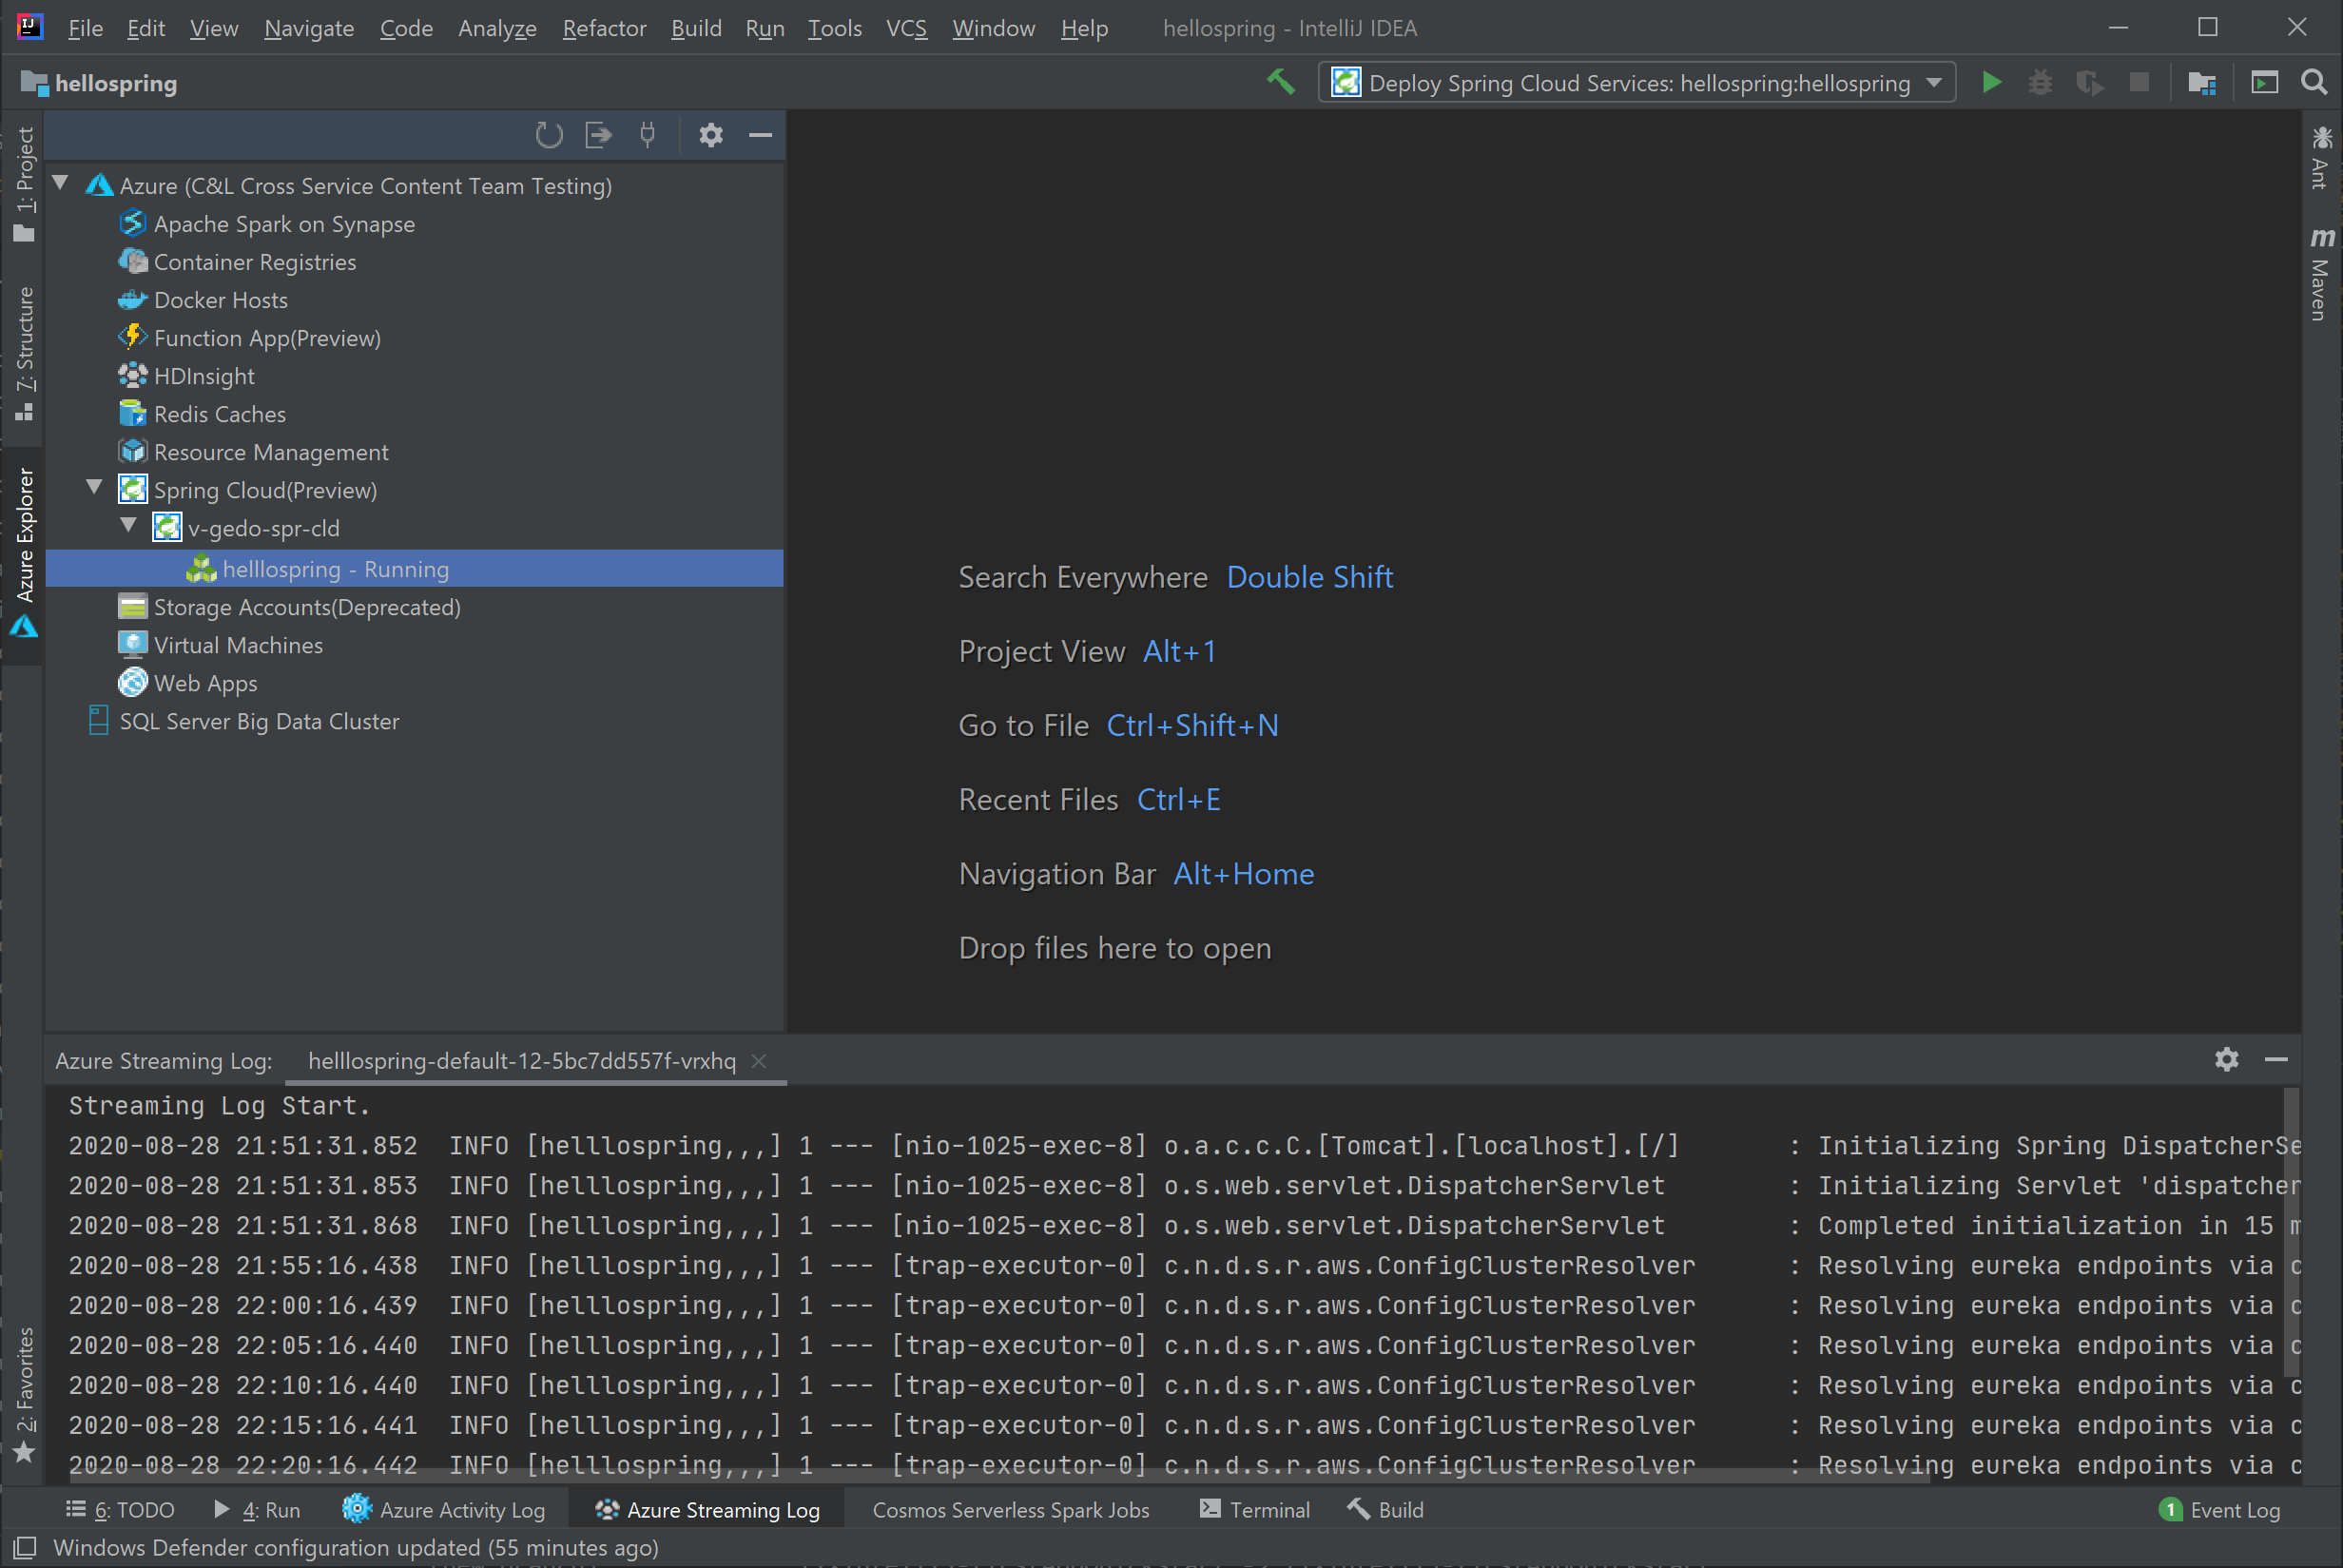 File Edit View Navigate Code Analyze Refactor Build Run Tools VCS Window Help hellospring - IntelliJ IDEA
hellospring Deploy Spring Cloud Services: hellospring:hellospring
1: Project
7: Structure
Azure Explorer
2: Favorites
Azure (C&L Cross Service Content Team Testing)
Apache Spark on Synapse
Container Registries
Docker Hosts
Function App(Preview)
HDInsight
Redis Caches
Resource Management
Spring Cloud(Preview)
v-gedo-spr-cld
helllospring - Running
Storage Accounts(Deprecated)
Virtual Machines
Web Apps
SQL Server Big Data Cluster
Search Everywhere Double Shift
Project View Alt+1
Go to File Ctrl+Shift+N
Recent Files Ctrl+E
Navigation Bar Alt+Home
Drop files here to open
Ant
m
Maven
Azure Streaming Log: helllospring-default-12-5bc7dd557f-vrxhq
Streaming Log Start.
2020-08-28 21:51:31.852 INFO [helllospring,,,] 1 --- [nio-1025-exec-8] o.a.c.c.C.[Tomcat].[localhost].[/] : Initializing Spring DispatcherSe
2020-08-28 21:51:31.853 INFO [helllospring,,,] 1 --- [nio-1025-exec-8] o.s.web.servlet.DispatcherServlet : Initializing Servlet 'dispatcher
2020-08-28 21:51:31.868 INFO [helllospring,,,] 1 --- [nio-1025-exec-8] o.s.web.servlet.DispatcherServlet : Completed initialization in 15 m
2020-08-28 21:55:16.438 INFO [helllospring,,,] 1 --- [trap-executor-0] c.n.d.s.r.aws.ConfigClusterResolver : Resolving eureka endpoints via c
2020-08-28 22:00:16.439 INFO [helllospring,,,] 1 --- [trap-executor-0] c.n.d.s.r.aws.ConfigClusterResolver : Resolving eureka endpoints via c
2020-08-28 22:05:16.440 INFO [helllospring,,,] 1 --- [trap-executor-0] c.n.d.s.r.aws.ConfigClusterResolver : Resolving eureka endpoints via c
2020-08-28 22:10:16.440 INFO [helllospring,,,] 1 --- [trap-executor-0] c.n.d.s.r.aws.ConfigClusterResolver : Resolving eureka endpoints via c
2020-08-28 22:15:16.441 INFO [helllospring,,,] 1 --- [trap-executor-0] c.n.d.s.r.aws.ConfigClusterResolver : Resolving eureka endpoints via c
2020-08-28 22:20:16.442 INFO [helllospring,,,] 1 --- [trap-executor-0] c.n.d.s.r.aws.ConfigClusterResolver : Resolving eureka endpoints via c
6: TODO 4: Run Azure Activity Log Azure Streaming Log Cosmos Serverless Spark Jobs Terminal Build 1 Event Log
Windows Defender configuration updated (55 minutes ago)